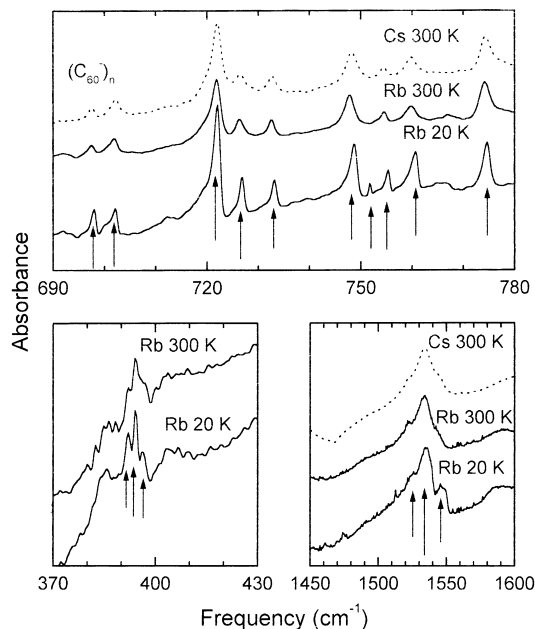 Cs 300 K
(C60)n
Rb 300 K
Rb 20 K
690 720 750 780
Absorbance
Rb 300 K
Rb 20 K
370 400 430
Cs 300 K
Rb 300 K
Rb 20 K
1450 1500 1550 1600
Frequency (cm-1)